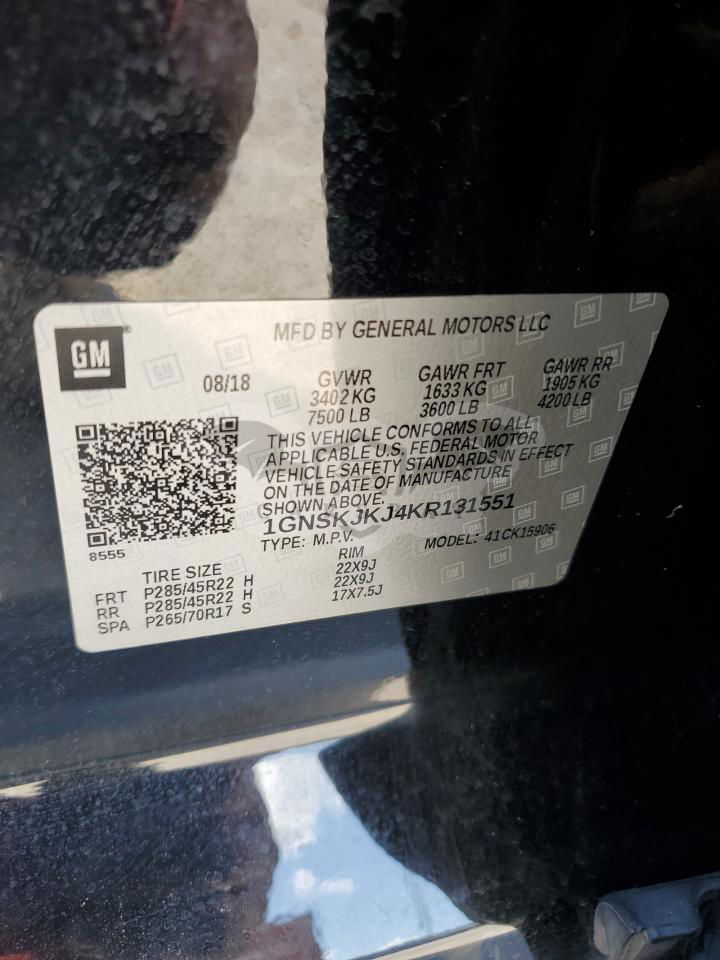 GM
MFD BY GENERAL MOTORS LLC
08/18
GVWR
3402 KG
7500 LB
GAWR FRT
1633 KG
3600 LB
GAWR RR
1905 KG
4200 LB
THIS VEHICLE CONFORMS TO ALL
APPLICABLE U.S. FEDERAL MOTOR
VEHICLE SAFETY STANDARDS IN EFFECT
ON THE DATE OF MANUFACTURE
SHOWN ABOVE.
1GNSKJKJ4KR131551
TYPE: M.P.V. MODEL: 41CK15906
8555
TIRE SIZE RIM
FRT P285/45R22 H 22X9J
RR P285/45R22 H 22X9J
SPA P265/70R17 S 17X7.5J